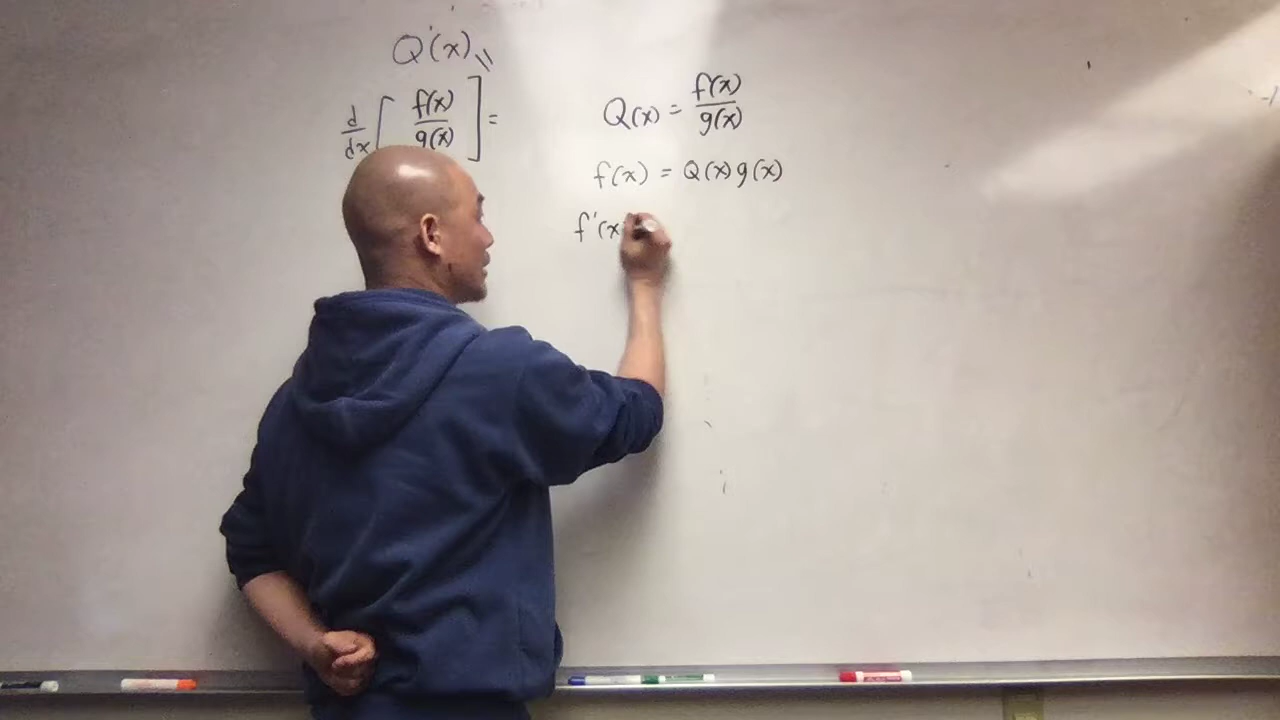 Q'(x) =
d/dx [ f(x)/g(x) ] =
Q(x) = f(x)/g(x)
f(x) = Q(x) g(x)
f'(x